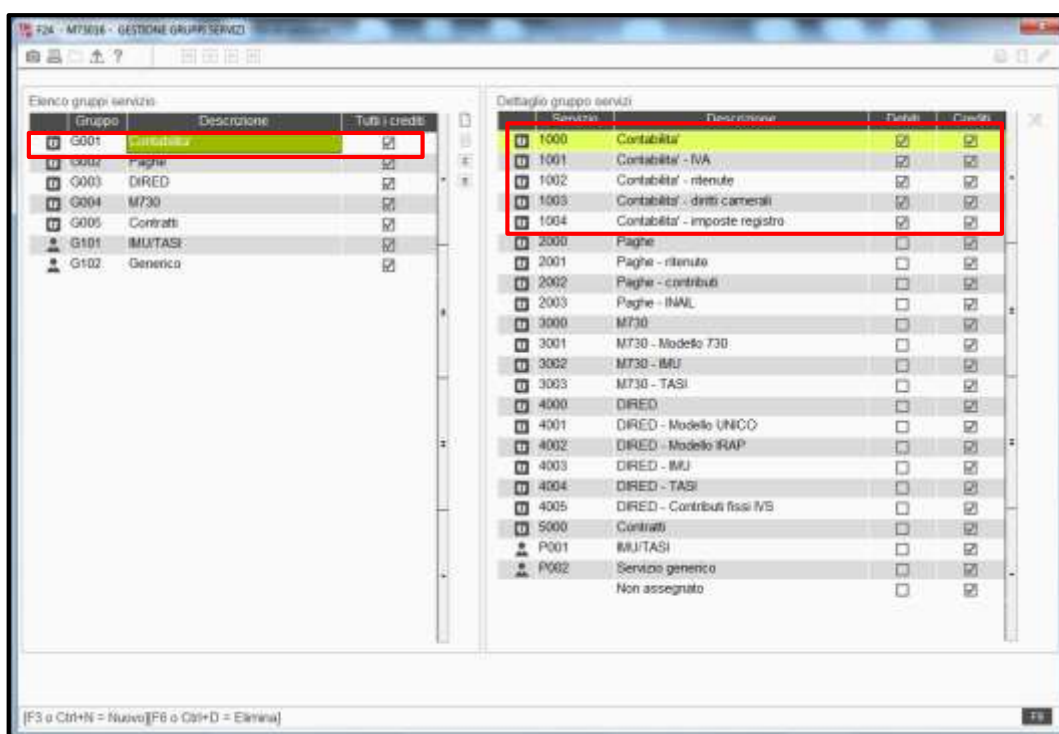 F24 - M73016 - GESTIONE GRUPPI SERVIZI
Elenco gruppi servizio
Gruppo Descrizione Tutti i crediti
G001 Contabilita'
G002 Paghe
G003 DIRED
G004 M730
G005 Contratti
G101 IMU/TASI
G102 Generico
Dettaglio gruppo servizi
Servizio Descrizione Debiti Crediti
1000 Contabilita'
1001 Contabilita' - IVA
1002 Contabilita' - ritenute
1003 Contabilita' - diritti camerali
1004 Contabilita' - imposte registro
2000 Paghe
2001 Paghe - ritenute
2002 Paghe - contributi
2003 Paghe - INAIL
3000 M730
3001 M730 - Modello 730
3002 M730 - IMU
3003 M730 - TASI
4000 DIRED
4001 DIRED - Modello UNICO
4002 DIRED - Modello IRAP
4003 DIRED - IMU
4004 DIRED - TASI
4005 DIRED - Contributi fissi IVS
5000 Contratti
P001 IMU/TASI
P002 Servizio generico
Non assegnato
[F3 o Ctrl+N = Nuovo][F6 o Ctrl+D = Elimina]
F9